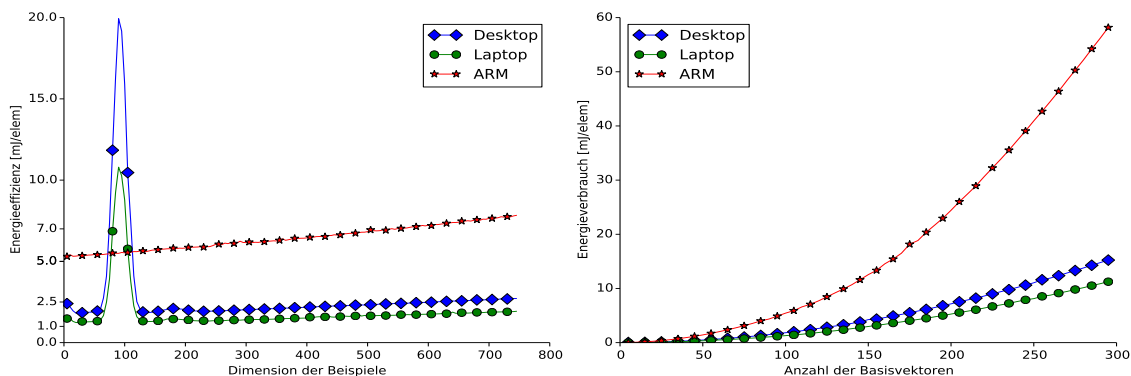 Energieeffizienz [mJ/elem]
20.0
15.0
10.0
7.0
5.0
2.5
1.0
0.0
Desktop
Laptop
ARM
0 100 200 300 400 500 600 700 800
Dimension der Beispiele
Energieverbrauch [mJ/elem]
60
50
40
30
20
10
0
Desktop
Laptop
ARM
0 50 100 150 200 250 300
Anzahl der Basisvektoren